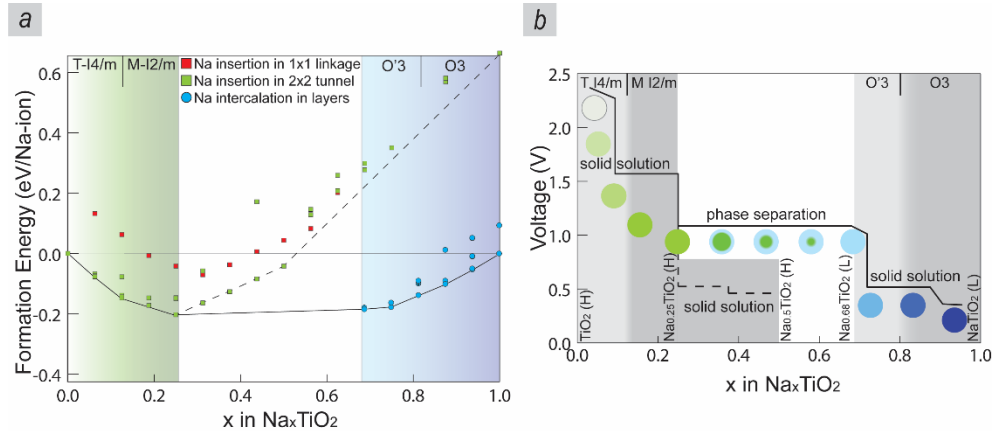 a
T-I4/m
M-I2/m
Na insertion in 1x1 linkage
Na insertion in 2x2 tunnel
Na intercalation in layers
O'3
O3
Formation Energy (eV/Na-ion)
0.6
0.4
0.2
0.0
-0.2
-0.4
0.0
0.2
0.4
0.6
0.8
1.0
x in NaxTiO2
b
T I4/m
M I2/m
O'3
O3
Voltage (V)
2.5
2.0
1.5
1.0
0.5
0.0
solid solution
phase separation
solid solution
solid solution
TiO2 (H)
Na0.25TiO2 (H)
Na0.5TiO2 (H)
Na0.66TiO2 (L)
NaTiO2 (L)
0.0
0.2
0.4
0.6
0.8
1.0
x in NaxTiO2